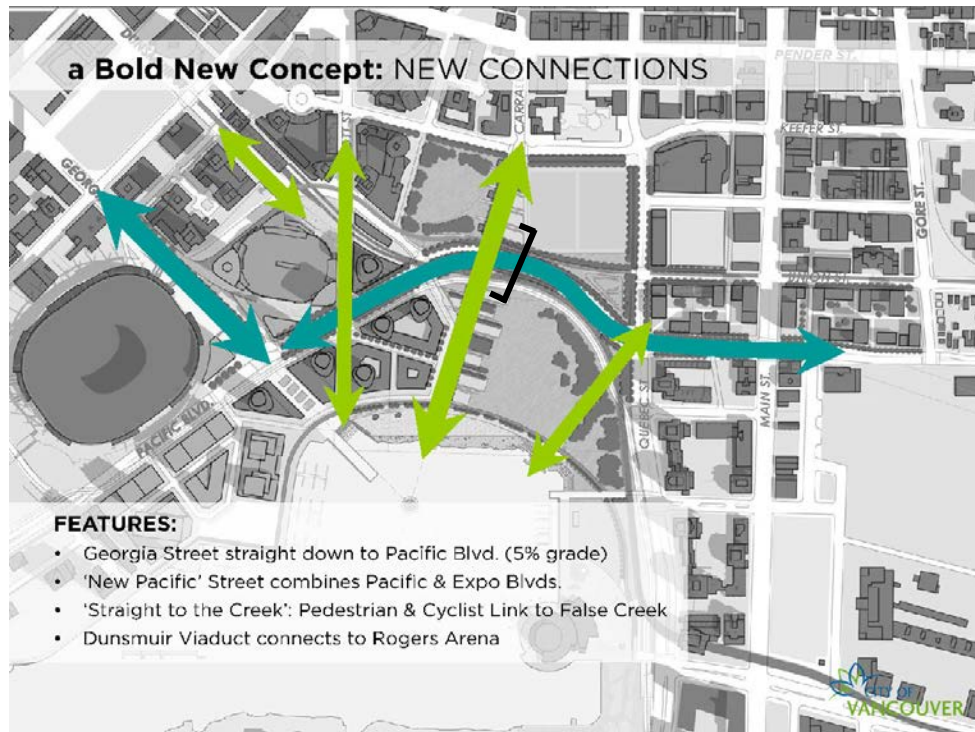 a Bold New Concept: NEW CONNECTIONS
PENDER ST.
KEEFER ST.
GORE ST.
UNION ST.
PACIFIC BLVD.
QUEBEC ST.
MAIN ST.
FEATURES:
• Georgia Street straight down to Pacific Blvd. (5% grade)
• 'New Pacific' Street combines Pacific & Expo Blvds.
• 'Straight to the Creek': Pedestrian & Cyclist Link to False Creek
• Dunsmuir Viaduct connects to Rogers Arena
CITY OF
VANCOUVER